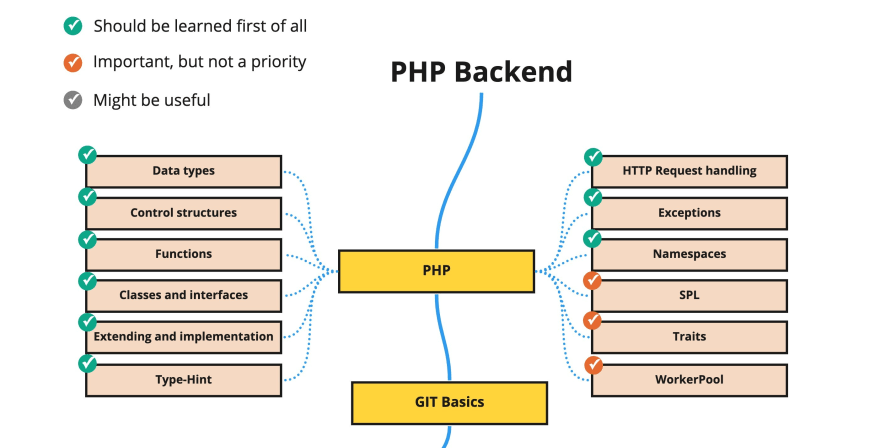 Should be learned first of all
Important, but not a priority
Might be useful
PHP Backend
Data types
Control structures
Functions
Classes and interfaces
Extending and implementation
Type-Hint
PHP
HTTP Request handling
Exceptions
Namespaces
SPL
Traits
WorkerPool
GIT Basics